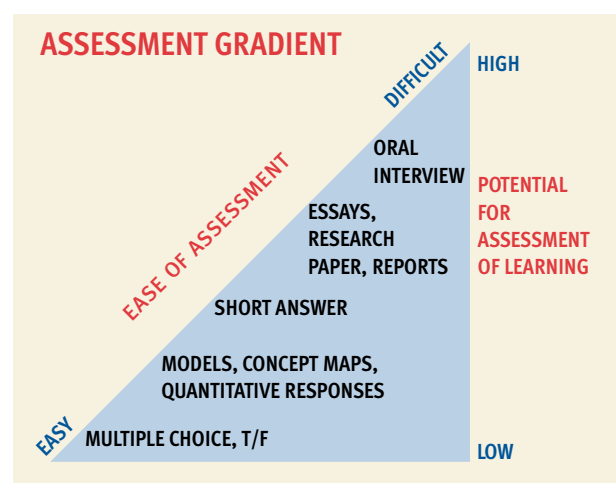 ASSESSMENT GRADIENT
DIFFICULT
HIGH
EASE OF ASSESSMENT
ORAL
INTERVIEW
POTENTIAL
FOR
ASSESSMENT
OF LEARNING
ESSAYS,
RESEARCH
PAPER, REPORTS
SHORT ANSWER
MODELS, CONCEPT MAPS,
QUANTITATIVE RESPONSES
EASY
MULTIPLE CHOICE, T/F
LOW